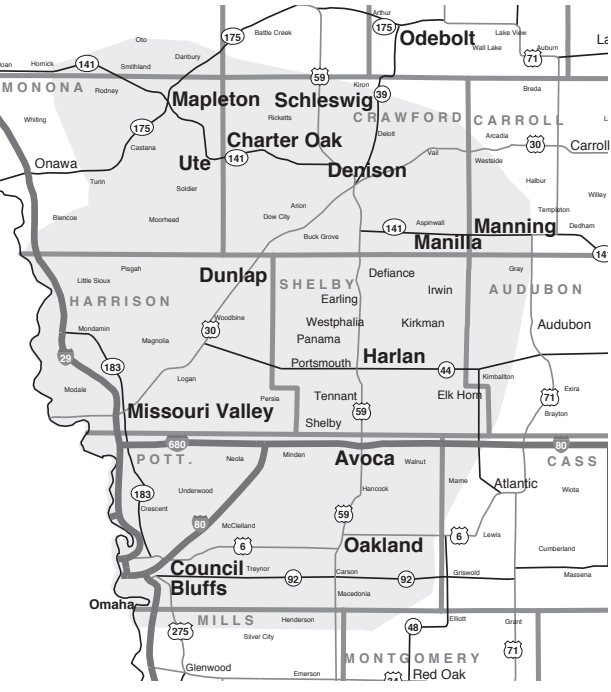 Arthur
175
Odebolt
Lake View
Battle Creek
Oto
175
Wall Lake
Auburn
71
Danbury
Hornick
141
Smithland
59
Kiron
MONONA
Rodney
Mapleton
Schleswig
39
Breda
Whiting
Ricketts
CRAWFORD
CARROLL
175
Charter Oak
Deloit
Arcadia
30
Carroll
Castana
Onawa
Ute
141
Vail
Westside
Denison
Turin
Soldier
Halbur
Willey
Arion
Blencoe
Moorhead
Dow City
Templeton
Aspinwall
Manning
Dedham
Buck Grove
141
Manilla
141
Pisgah
Dunlap
Defiance
Gray
Little Sioux
SHELBY
Irwin
AUDUBON
HARRISON
Earling
Woodbine
Westphalia
Kirkman
Audubon
Mondamin
30
Magnolia
Panama
29
183
Portsmouth
Harlan
44
Kimballton
Logan
Modale
Persia
Tennant
Elk Horn
71
Exira
Missouri Valley
59
Brayton
Shelby
680
80
POTT.
Neola
Minden
Avoca
Walnut
CASS
Marne
Atlantic
183
Underwood
Hancock
Wiota
Crescent
80
McClelland
59
6
Oakland
6
Lewis
Cumberland
Council
Bluffs
Treynor
92
Carson
92
Griswold
Massena
Macedonia
Omaha
MILLS
Henderson
Elliott
Grant
275
Silver City
48
71
MONTGOMERY
Glenwood
Emerson
Red Oak